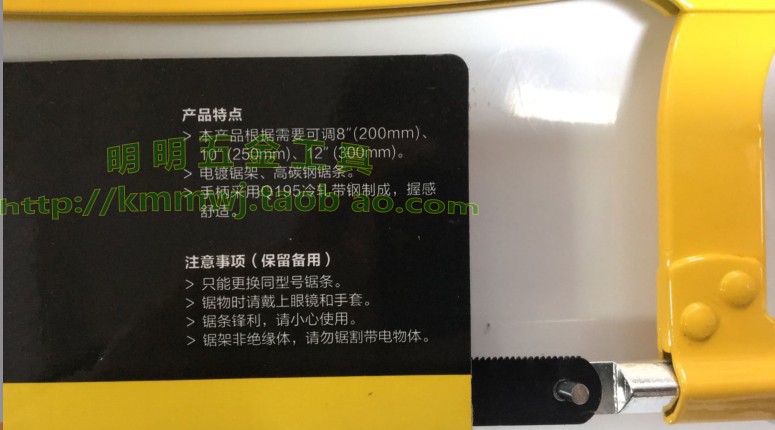 产品特点
> 本产品根据需要可调8"(200mm)、
10"(250mm)、12"(300mm)。
明明五金工具
> 电镀锯架、高碳钢锯条。
> 手柄采用Q195冷轧带钢制成，握感
http://kmmwj.taobao.com
舒适。
注意事项（保留备用）
> 只能更换同型号锯条。
> 锯物时请戴上眼镜和手套。
> 锯条锋利，请小心使用。
> 锯架非绝缘体，请勿锯割带电物体。